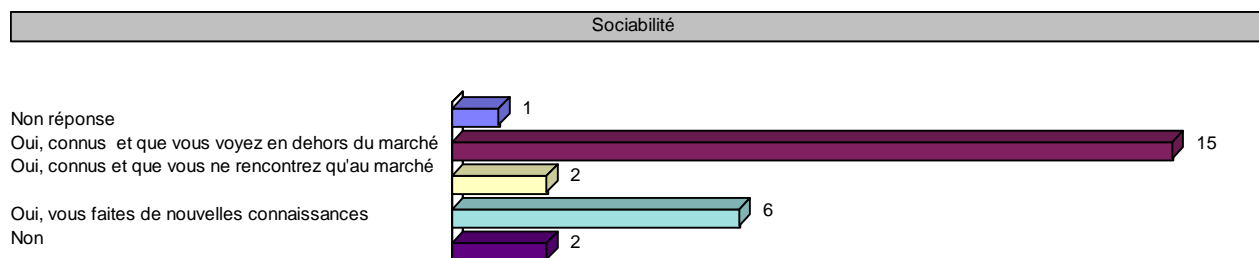 Sociabilité
Non réponse
1
Oui, connus  et que vous voyez en dehors du marché
15
Oui, connus et que vous ne rencontrez qu'au marché
2
Oui, vous faites de nouvelles connaissances
6
Non
2